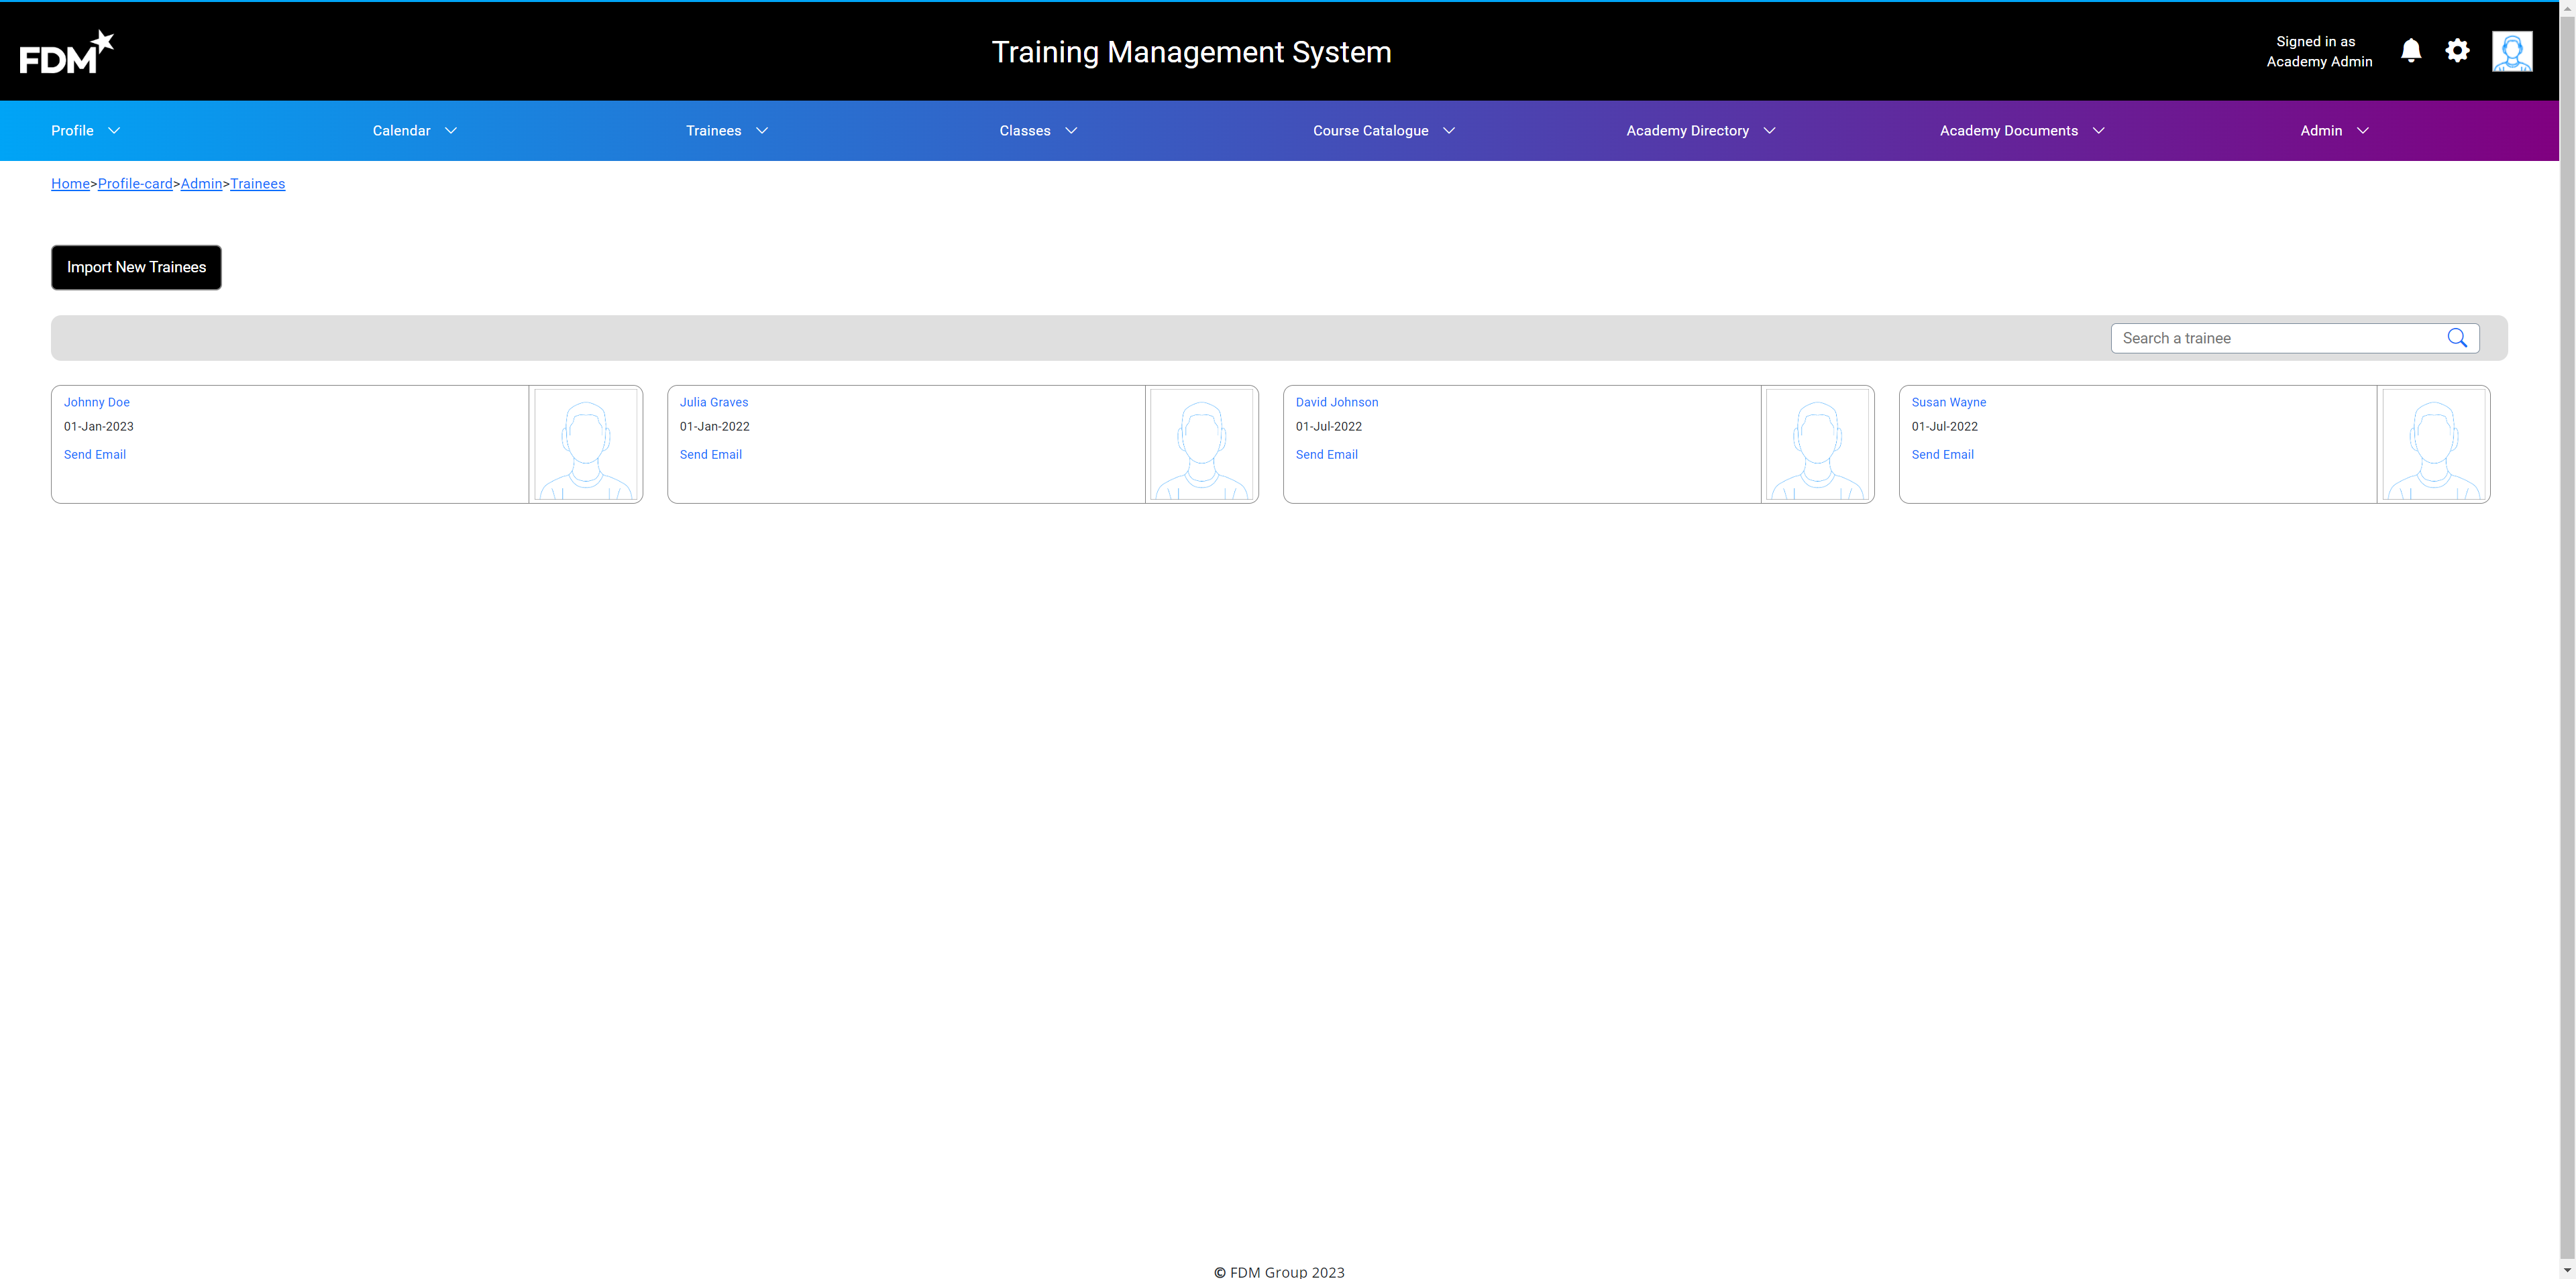 FDM
Training Management System
Signed in as
Academy Admin
Profile
Calendar
Trainees
Classes
Course Catalogue
Academy Directory
Academy Documents
Admin
Home>Profile-card>Admin>Trainees
Import New Trainees
Search a trainee
Johnny Doe
01-Jan-2023
Send Email
Julia Graves
01-Jan-2022
Send Email
David Johnson
01-Jul-2022
Send Email
Susan Wayne
01-Jul-2022
Send Email
© FDM Group 2023